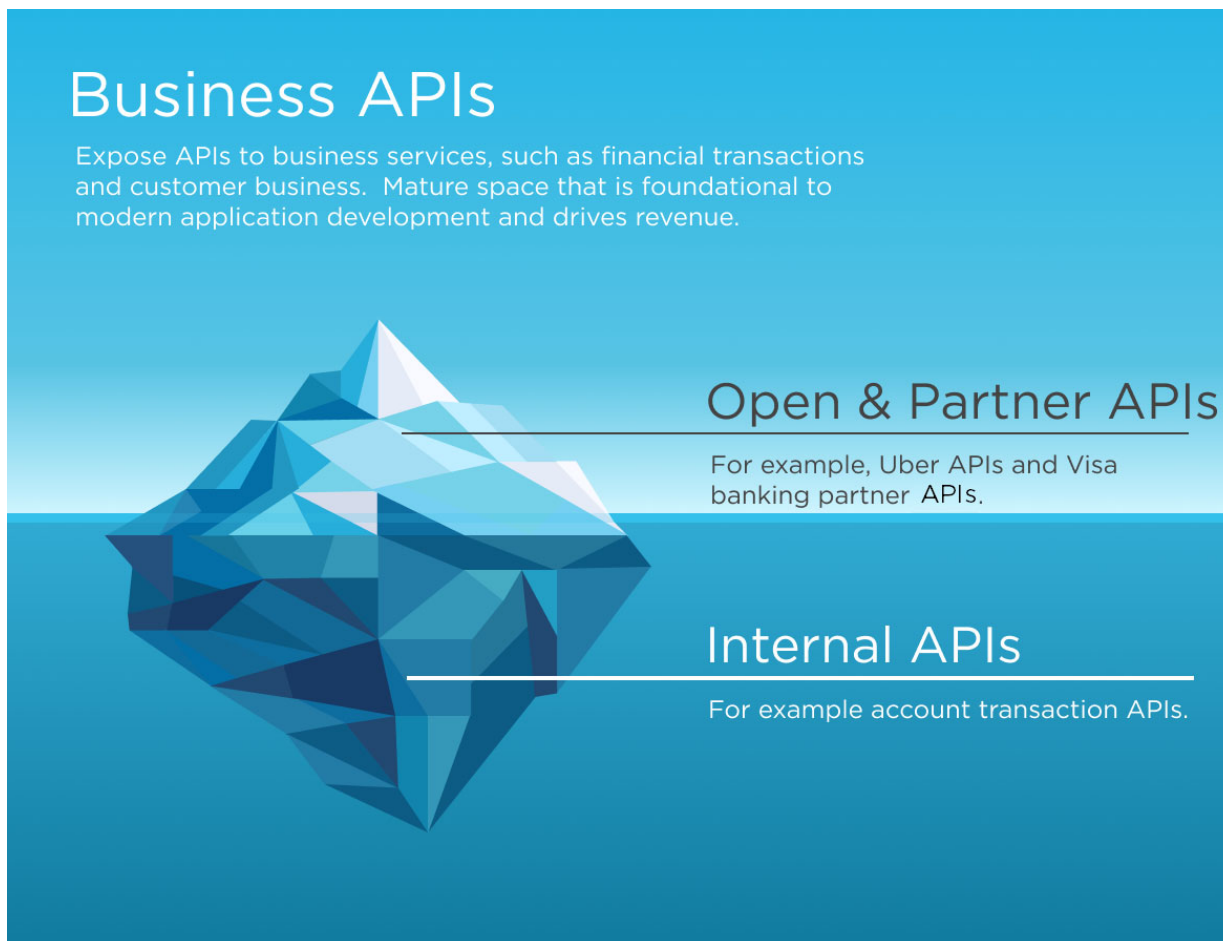 Business APIs
Expose APIs to business services, such as financial transactions
and customer business.  Mature space that is foundational to
modern application development and drives revenue.
Open & Partner APIs
For example, Uber APIs and Visa
banking partner APIs.
Internal APIs
For example account transaction APIs.